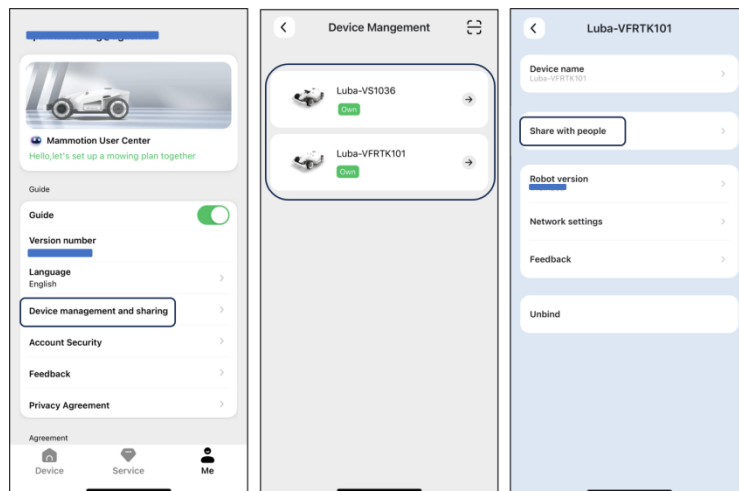 Mammotion User Center
Hello,let's set up a mowing plan together
Guide
Guide
Version number
Language
English
Device management and sharing
Account Security
Feedback
Privacy Agreement
Agreement
Device
Service
Me
Device Mangement
Luba-VS1036
Own
Luba-VFRTK101
Own
Luba-VFRTK101
Device name
Luba-VFRTK101
Share with people
Robot version
Network settings
Feedback
Unbind